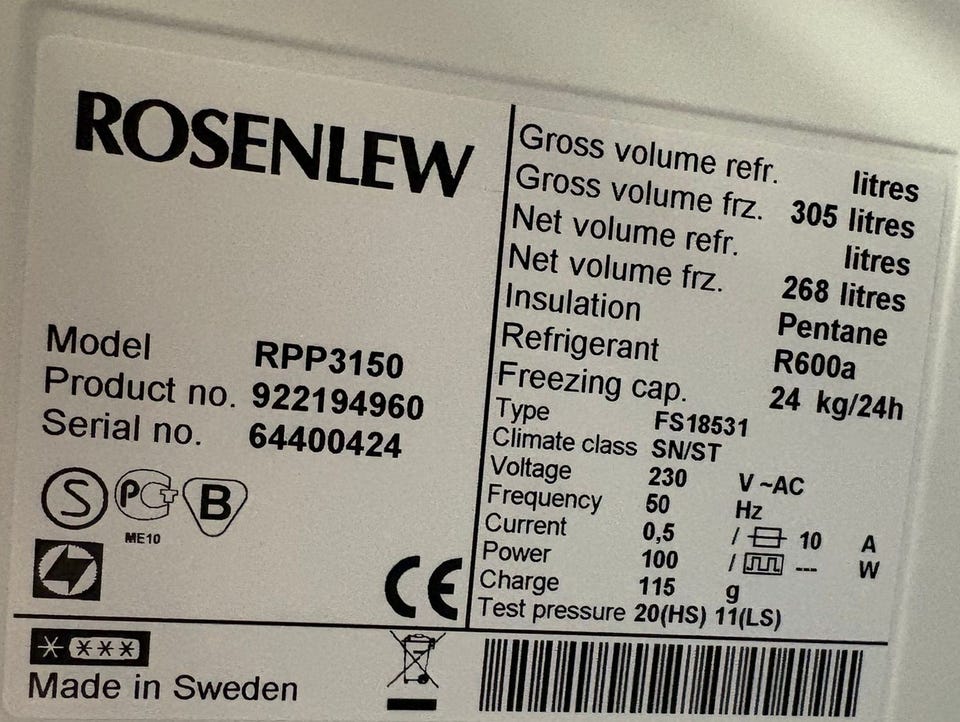 ROSENLEW
Model RPP3150
Product no. 922194960
Serial no. 64400424
S PCT B
ME10
CE
Gross volume refr. litres
Gross volume frz. 305 litres
Net volume refr. litres
Net volume frz. 268 litres
Insulation Pentane
Refrigerant R600a
Freezing cap. 24 kg/24h
Type FS18531
Climate class SN/ST
Voltage 230 V ~AC
Frequency 50 Hz
Current 0,5 / 10 A
Power 100 / --- W
Charge 115 g
Test pressure 20(HS) 11(LS)
* ***
Made in Sweden